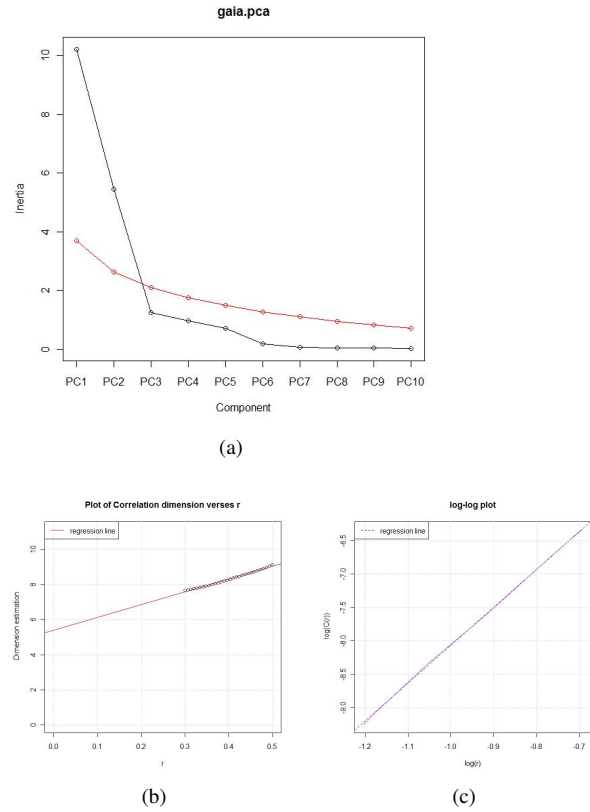 gaia.pca
10
8
6
4
2
0
Inertia
PC1 PC2 PC3 PC4 PC5 PC6 PC7 PC8 PC9 PC10
Component
(a)
Plot of Correlation dimension verses r
regression line
10
8
6
4
2
0
Dimension estimation
0.0 0.1 0.2 0.3 0.4 0.5
r
(b)
log-log plot
regression line
-6.5
-7.0
-7.5
-8.0
-8.5
-9.0
log(C(r))
-1.2 -1.1 -1.0 -0.9 -0.8 -0.7
log(r)
(c)